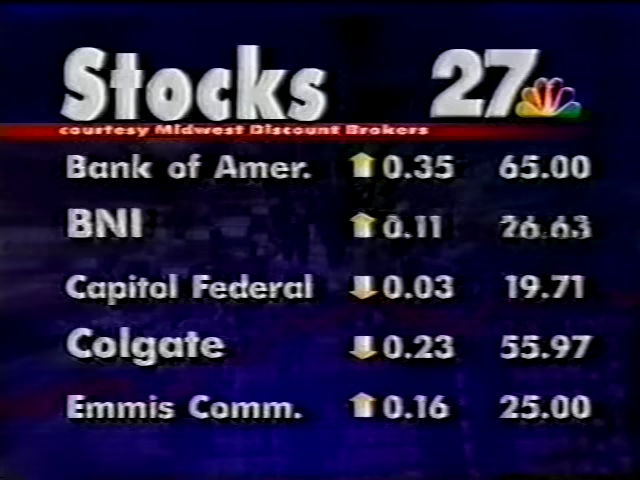 Stocks 27
courtesy Midwest Discount Brokers
Bank of Amer. 0.35 65.00
BNI 0.11 26.63
Capitol Federal 0.03 19.71
Colgate 0.23 55.97
Emmis Comm. 0.16 25.00